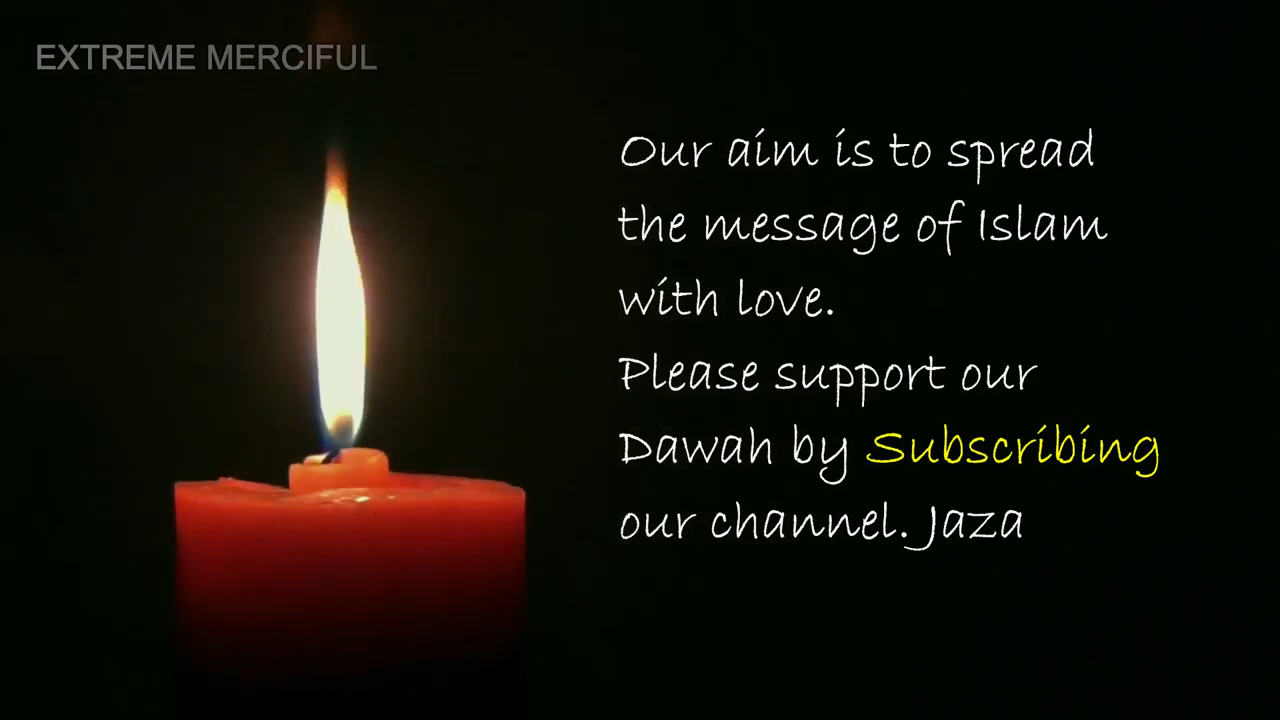 EXTREME MERCIFUL
Our aim is to spread
the message of Islam
with love.
Please support our
Dawah by Subscribing
our channel. Jaza